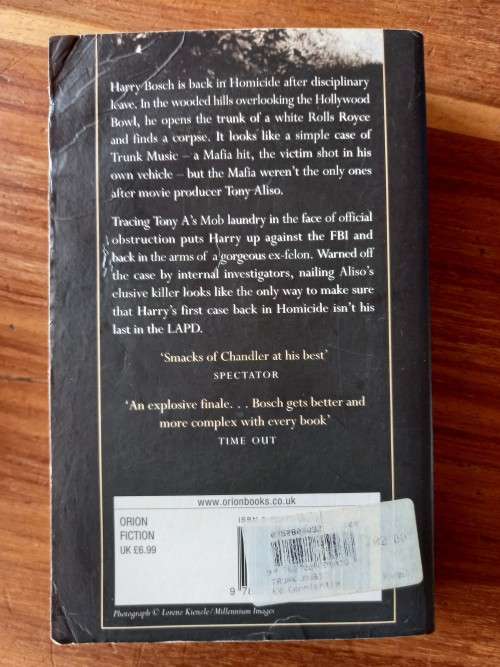 Harry Bosch is back in Homicide after disciplinary
leave. In the wooded hills overlooking the Hollywood
Bowl, he opens the trunk of a white Rolls Royce
and finds a corpse. It looks like a simple case of
Trunk Music – a Mafia hit, the victim shot in his
own vehicle – but the Mafia weren't the only ones
after movie producer Tony Aliso.
Tracing Tony A's Mob laundry in the face of official
obstruction puts Harry up against the FBI and
back in the arms of a gorgeous ex-felon. Warned off
the case by internal investigators, nailing Aliso's
elusive killer looks like the only way to make sure
that Harry's first case back in Homicide isn't his
last in the LAPD.
'Smacks of Chandler at his best'
SPECTATOR
'An explosive finale. . . Bosch gets better and
more complex with every book'
TIME OUT
www.orionbooks.co.uk
ORION
FICTION
UK £6.99
ISBN
9 78
TRUNK MUSIC
Photograph © Lorene Kienzle/Millennium Images